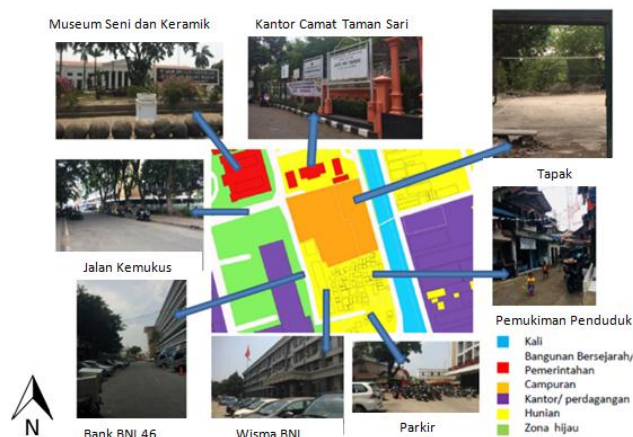 Museum Seni dan Keramik
Kantor Camat Taman Sari
Tapak
Jalan Kemukus
Pemukiman Penduduk
Kali
Bangunan Bersejarah/
Pemerintahan
Campuran
Kantor/ perdagangan
Hunian
Zona hijau
N
Bank BNI 46
Wisma BNI
Parkir